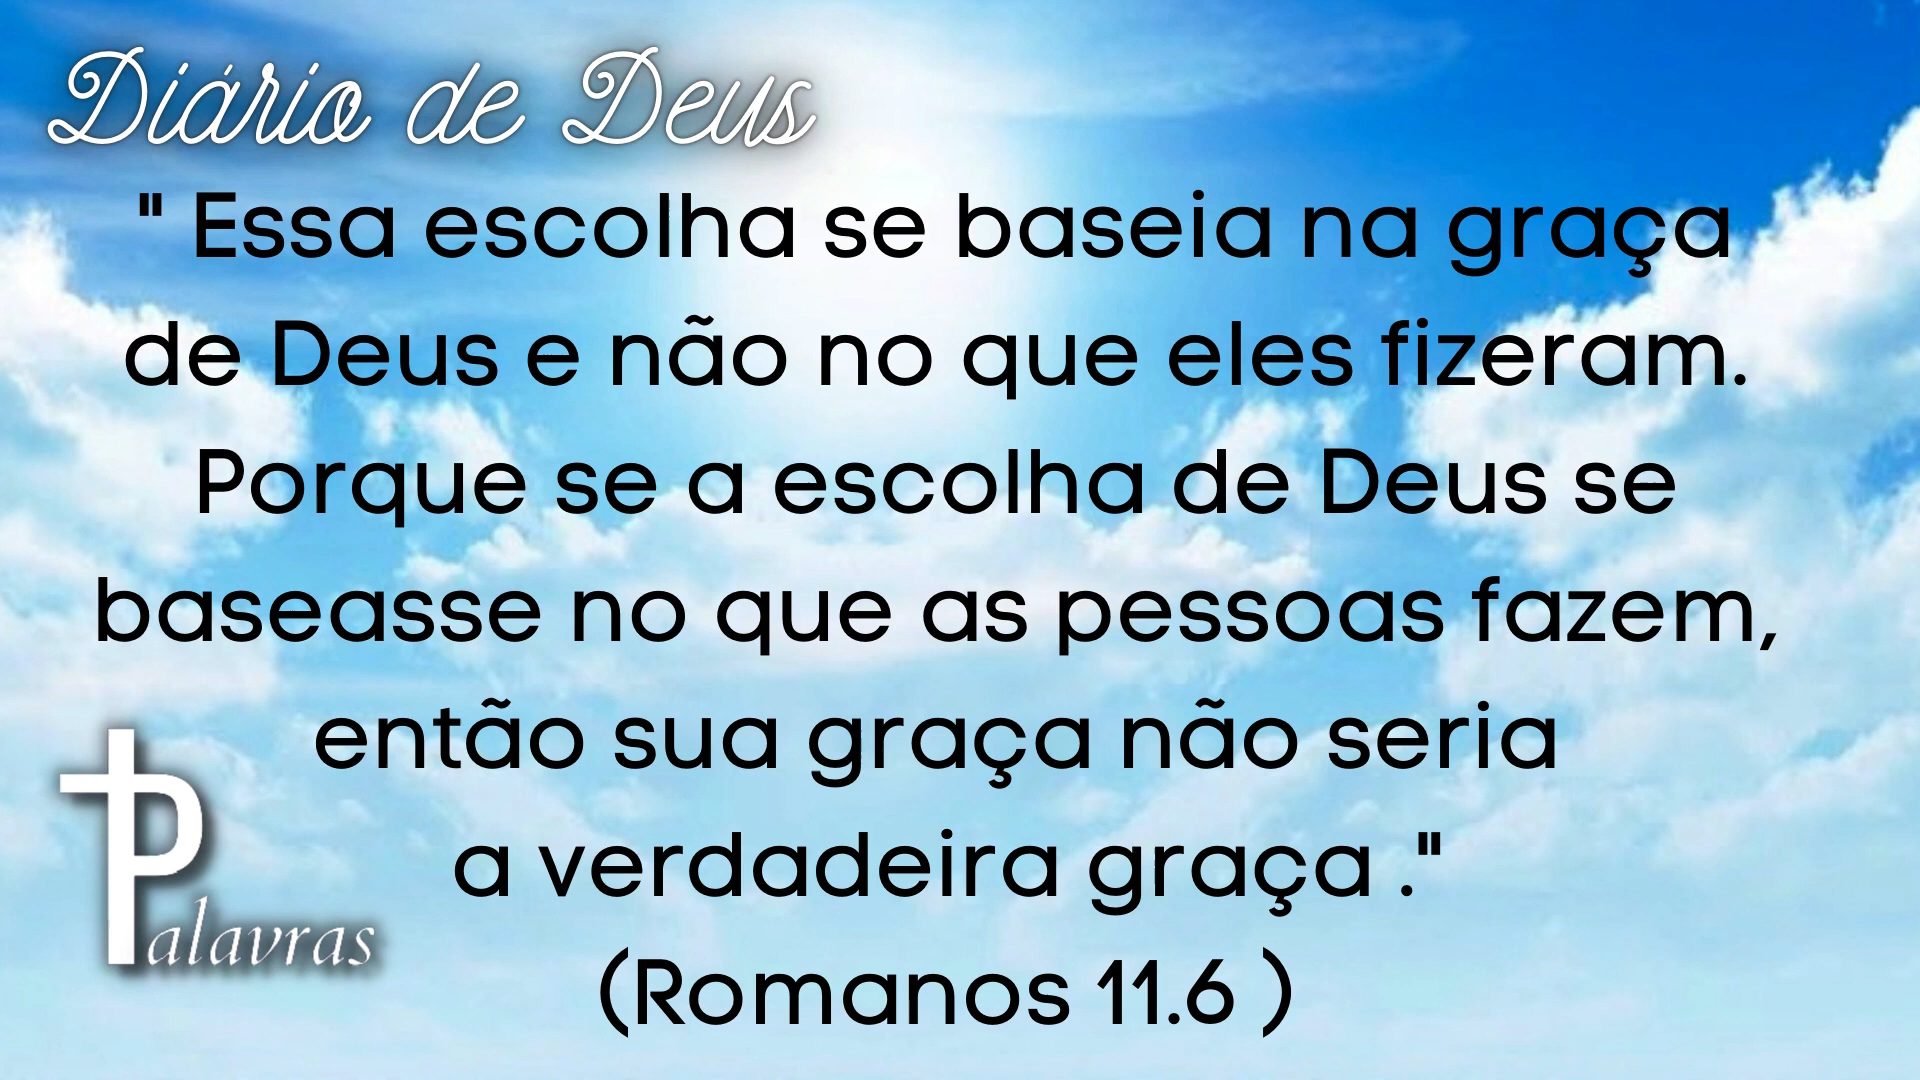 Diário de Deus
" Essa escolha se baseia na graça
de Deus e não no que eles fizeram.
Porque se a escolha de Deus se
baseasse no que as pessoas fazem,
então sua graça não seria
a verdadeira graça ."
(Romanos 11.6 )
Palavras